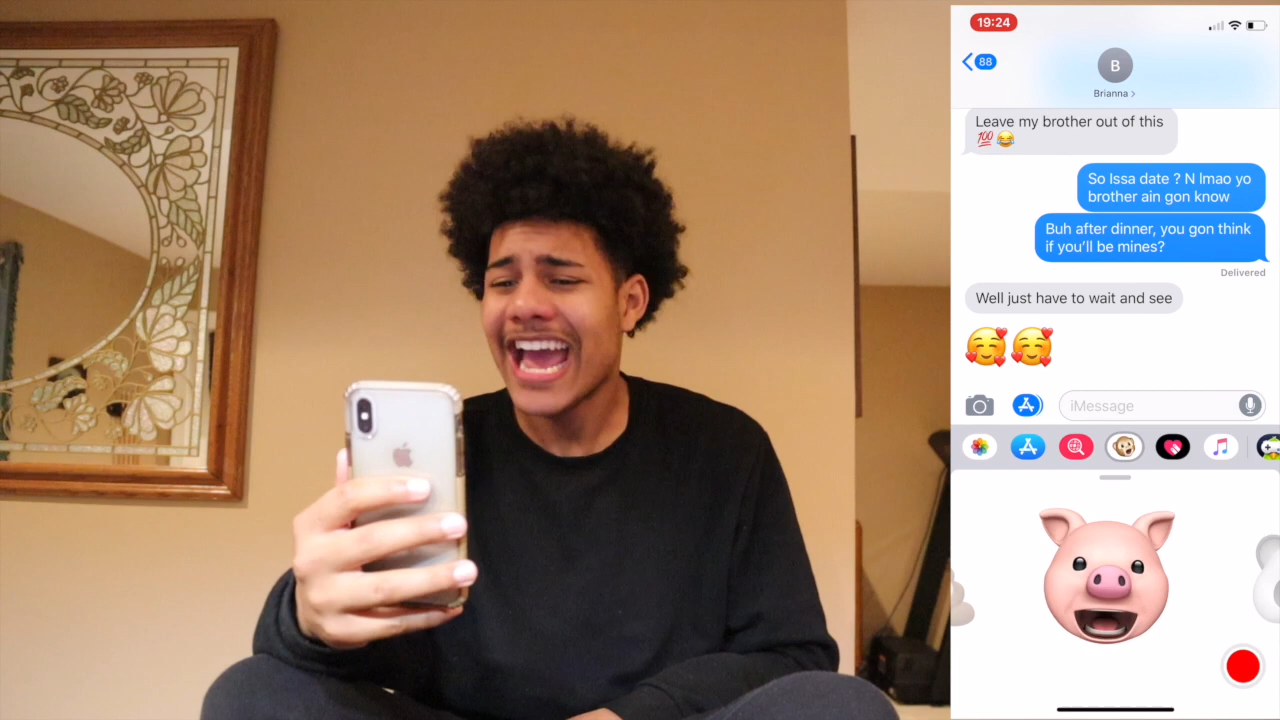 19:24
88
B
Brianna >
Leave my brother out of this
💯 😂
So Issa date ? N lmao yo
brother ain gon know
Buh after dinner, you gon think
if you'll be mines?
Delivered
Well just have to wait and see
🥰🥰
iMessage